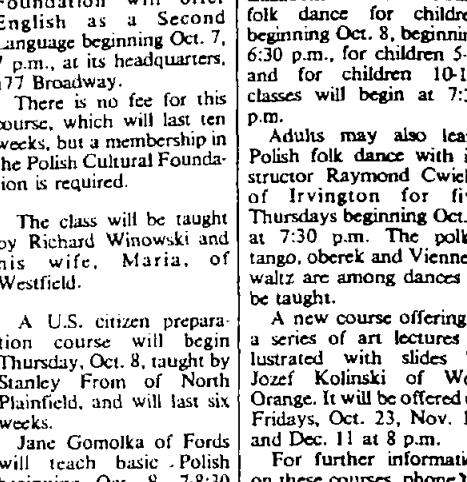 Foundation will offer
English as a Second
Language beginning Oct. 7,
7 p.m., at its headquarters,
177 Broadway.
There is no fee for this
course, which will last ten
weeks, but a membership in
the Polish Cultural Founda-
tion is required.
The class will be taught
by Richard Winowski and
his wife, Maria, of
Westfield.
A U.S. citizen prepara-
tion course will begin
Thursday, Oct. 8, taught by
Stanley From of North
Plainfield, and will last six
weeks.
Jane Gomolka of Fords
will teach basic Polish
beginning Oct. 8, 7-8:30
folk dance for childre
beginning Oct. 8, beginnin
6:30 p.m., for children 5-
and for children 10-1
classes will begin at 7:
p.m.
Adults may also lea
Polish folk dance with i
structor Raymond Cwiek
of Irvington for fi
Thursdays beginning Oct.
at 7:30 p.m. The polk
tango, oberek and Vienne
waltz are among dances
be taught.
A new course offering
a series of art lectures
lustrated with slides
Jozef Kolinski of We
Orange. It will be offered
Fridays, Oct. 23, Nov. 1
and Dec. 11 at 8 p.m.
For further informati
on these courses, phone